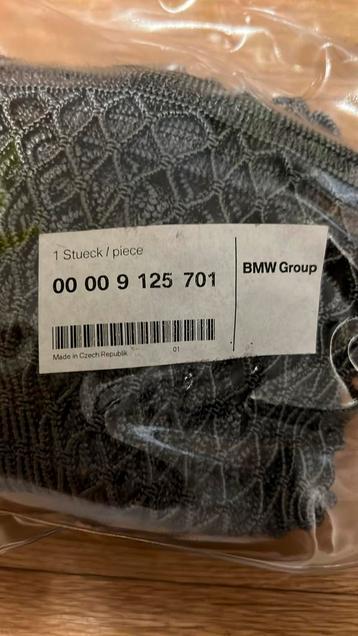 1 Stueck / piece
00 00 9 125 701
BMW Group
Made in Czech Republik
01